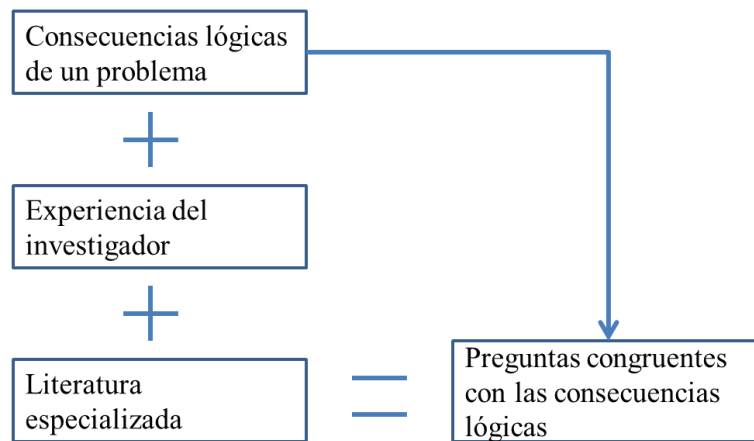 Consecuencias lógicas
de un problema
Experiencia del
investigador
Literatura
especializada
Preguntas congruentes
con las consecuencias
lógicas